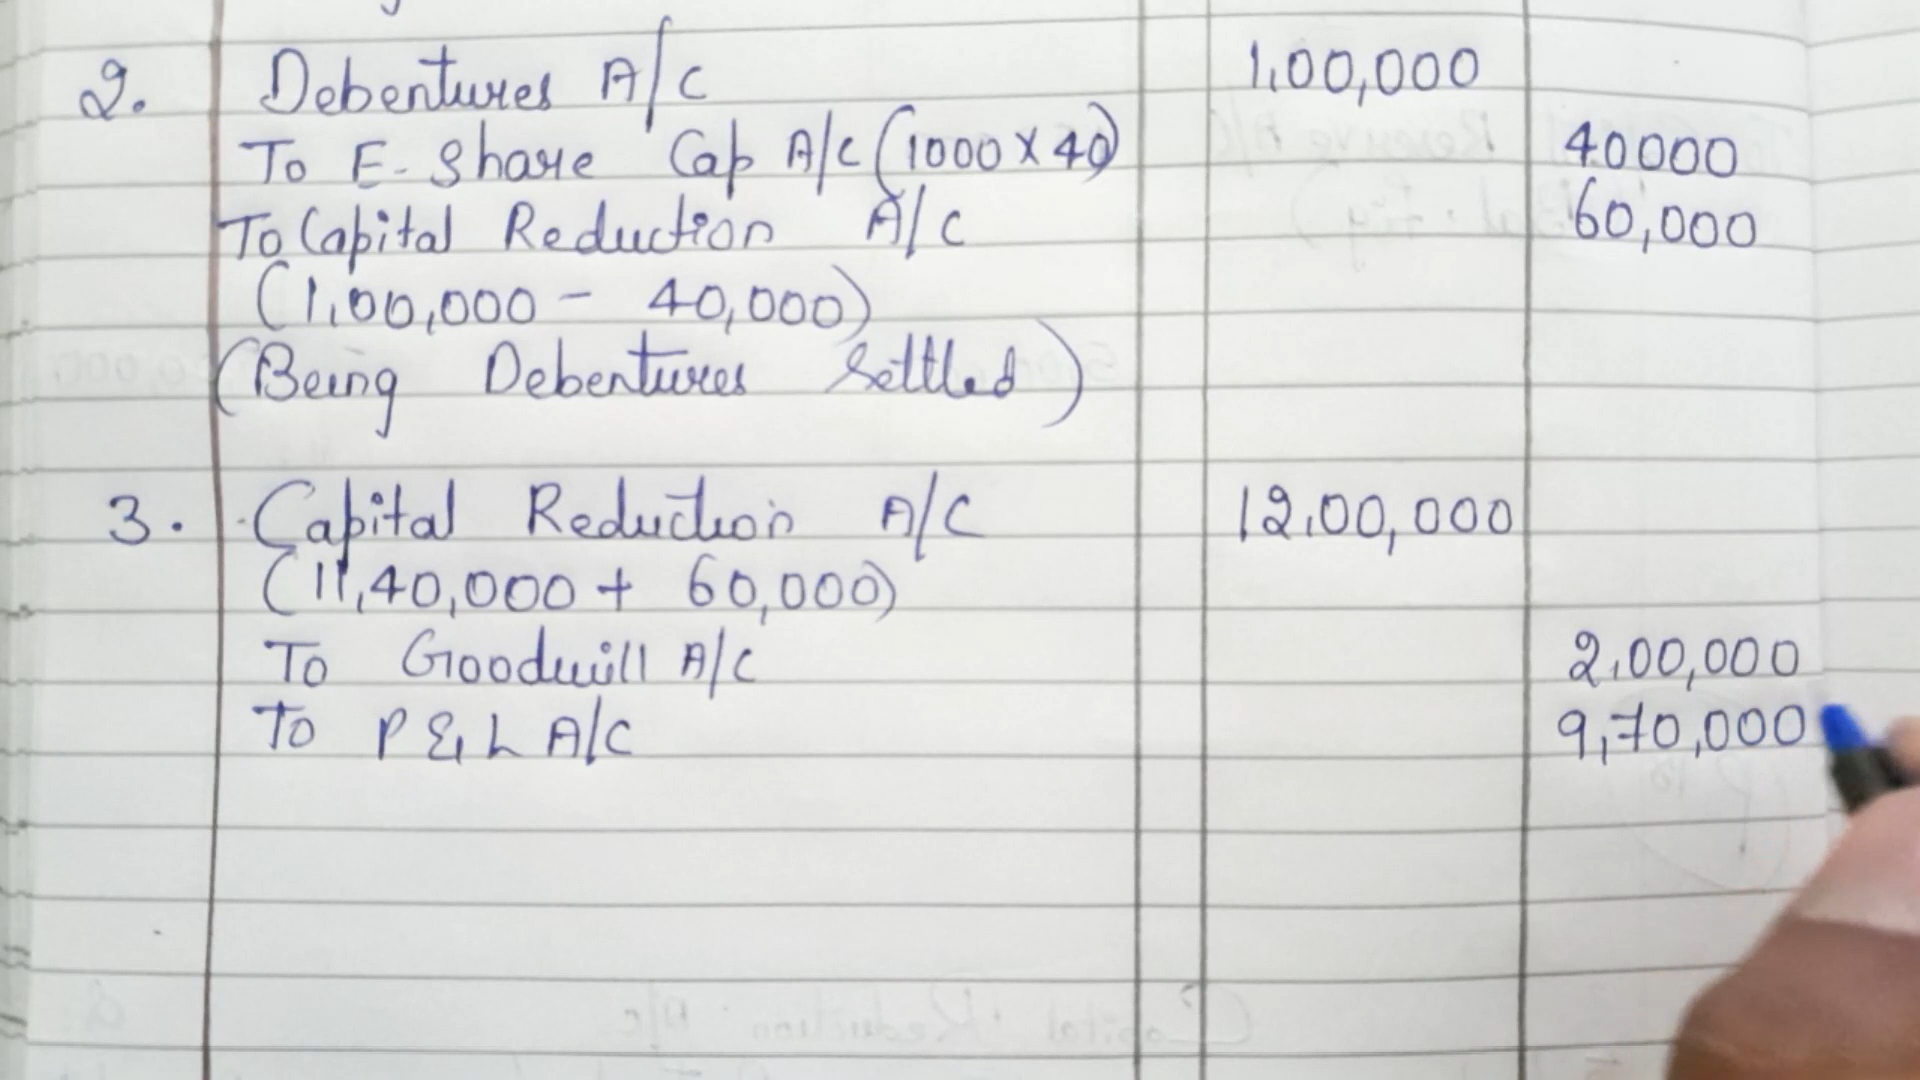 2. Debentures A/C 1,00,000
To E-Share Cap A/C (1000 x 40) 40000
To Capital Reduction A/C 60,000
(1,00,000 - 40,000)
(Being Debentures Settled)
3. Capital Reduction A/C 12,00,000
(11,40,000 + 60,000)
To Goodwill A/C 2,00,000
To P & L A/C 9,70,000